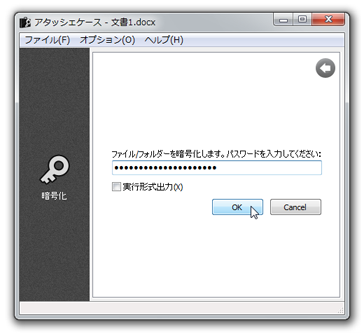 アタッシェケース - 文書1.docx
ファイル(F) オプション(O) ヘルプ(H)
ファイル/フォルダーを暗号化します。パスワードを入力してください:
●●●●●●●●●●●●●●●●●●●●●
暗号化
実行形式出力(X)
OK Cancel